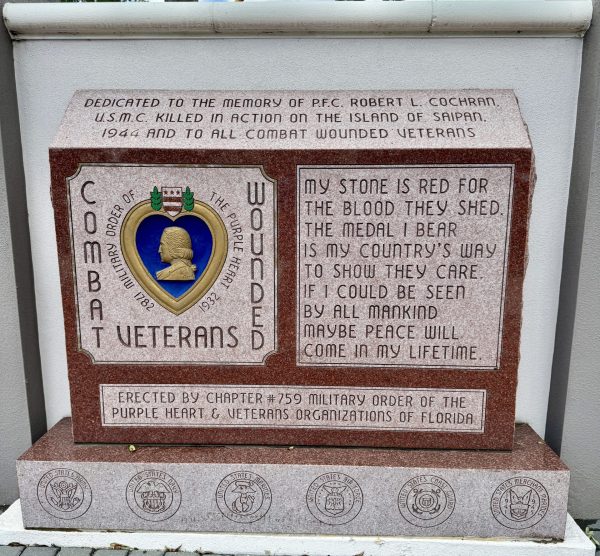 DEDICATED TO THE MEMORY OF P.F.C. ROBERT L. COCHRAN,
U.S.M.C. KILLED IN ACTION ON THE ISLAND OF SAIPAN,
1944 AND TO ALL COMBAT WOUNDED VETERANS
COMBAT
WOUNDED
MILITARY ORDER OF
THE PURPLE HEART
1782
1932
VETERANS
MY STONE IS RED FOR
THE BLOOD THEY SHED.
THE MEDAL I BEAR
IS MY COUNTRY'S WAY
TO SHOW THEY CARE.
IF I COULD BE SEEN
BY ALL MANKIND
MAYBE PEACE WILL
COME IN MY LIFETIME.
ERECTED BY CHAPTER #759 MILITARY ORDER OF THE
PURPLE HEART & VETERANS ORGANIZATIONS OF FLORIDA
UNITED STATES COAST GUARD